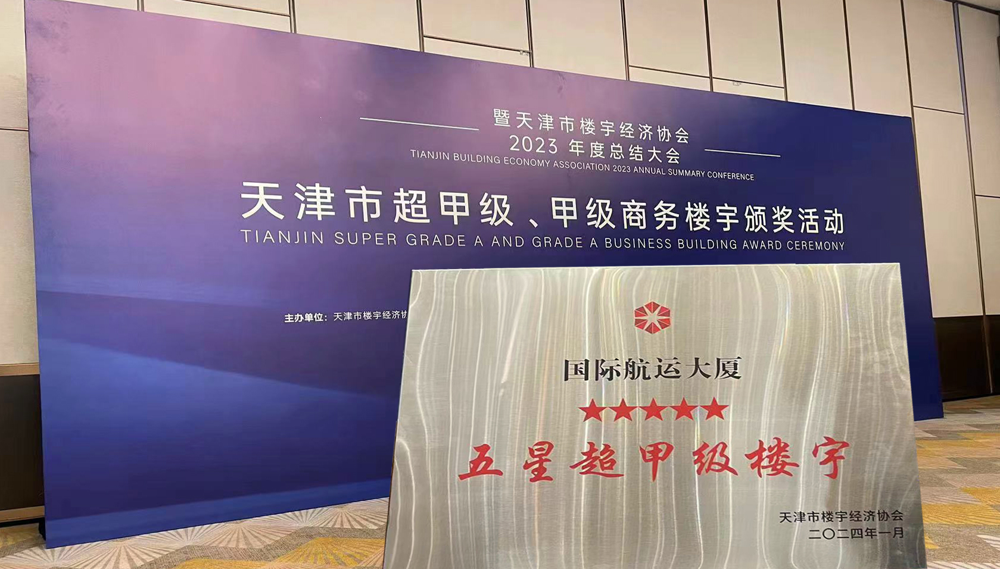 暨天津市楼宇经济协会
2023 年度总结大会
TIANJIN BUILDING ECONOMY ASSOCIATION 2023 ANNUAL SUMMARY CONFERENCE
天津市超甲级、甲级商务楼宇颁奖活动
TIANJIN SUPER GRADE A AND GRADE A BUSINESS BUILDING AWARD CEREMONY
主办单位：天津市楼宇经济协
国际航运大厦
五星超甲级楼宇
天津市楼宇经济协会
二〇二四年一月